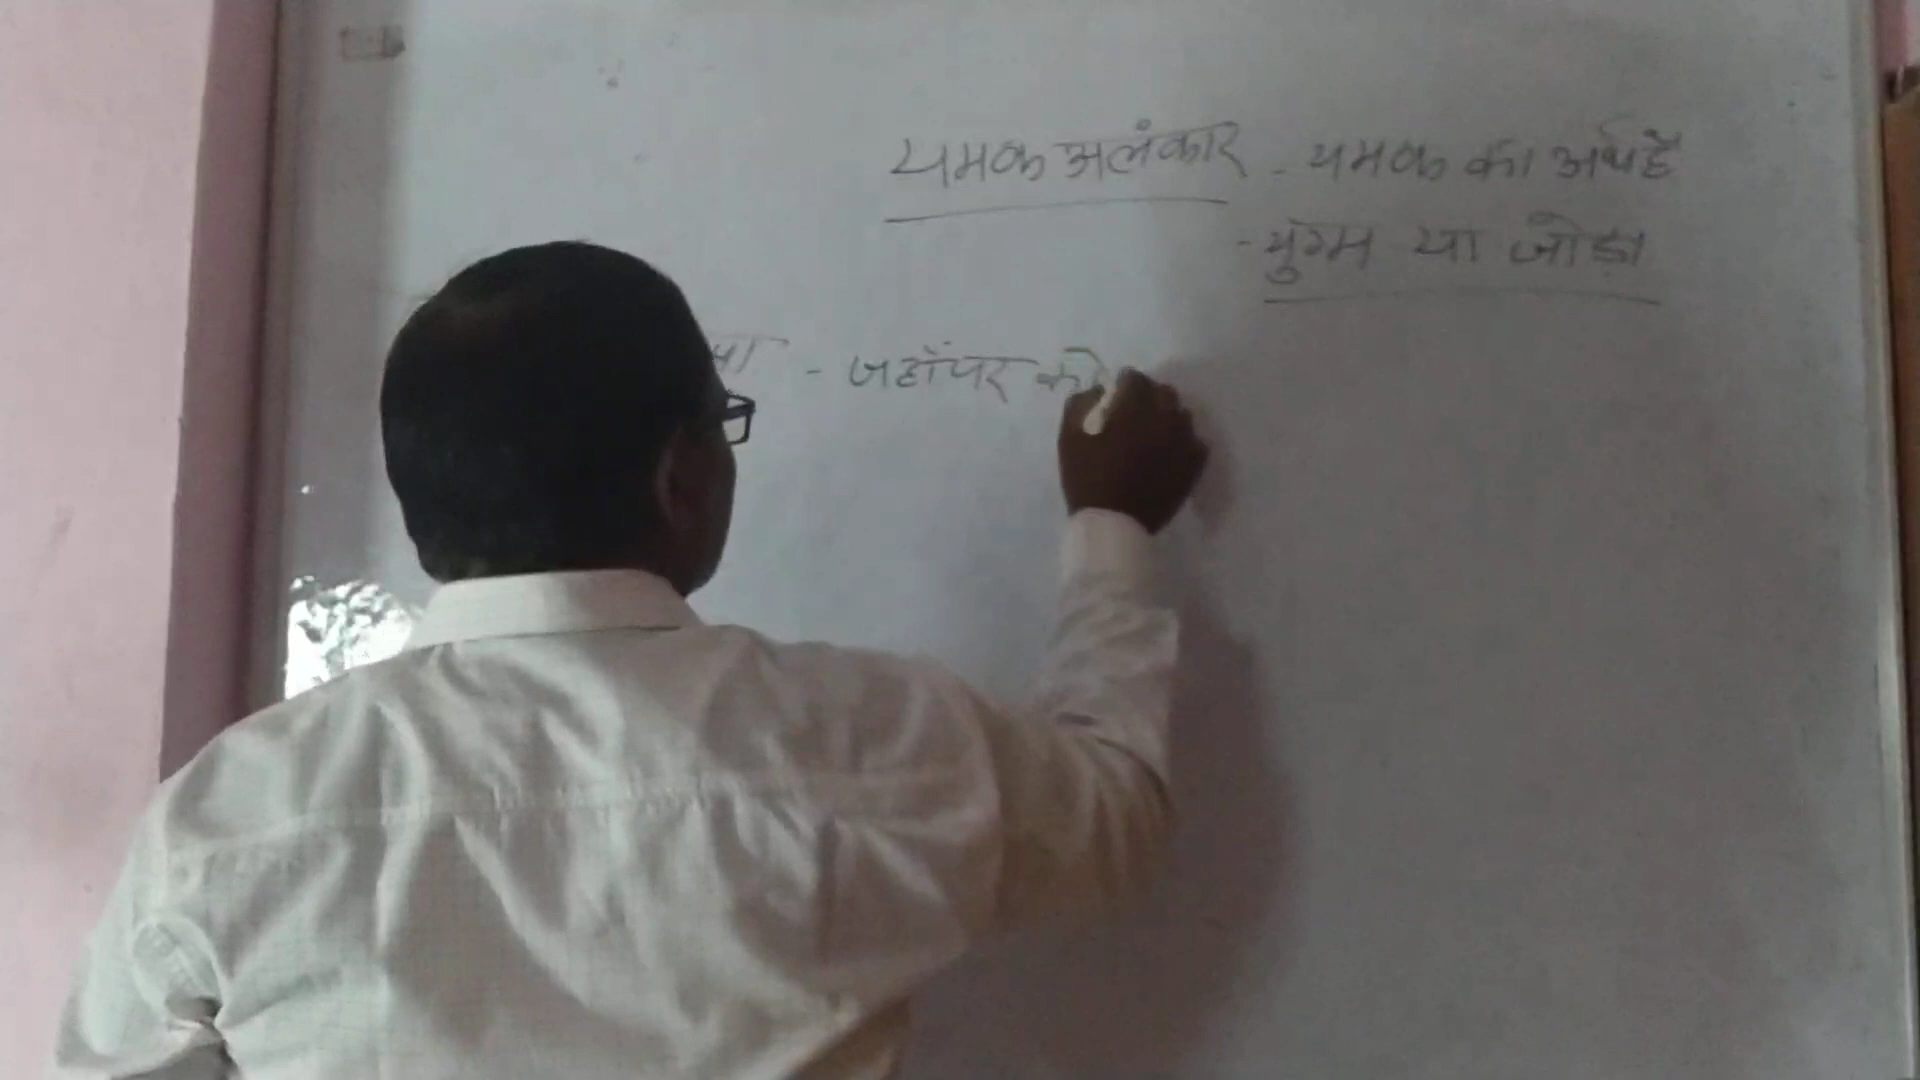 यमक अलंकार - यमक का अर्थ है
- युग्म या जोड़ा
- जहाँ पर